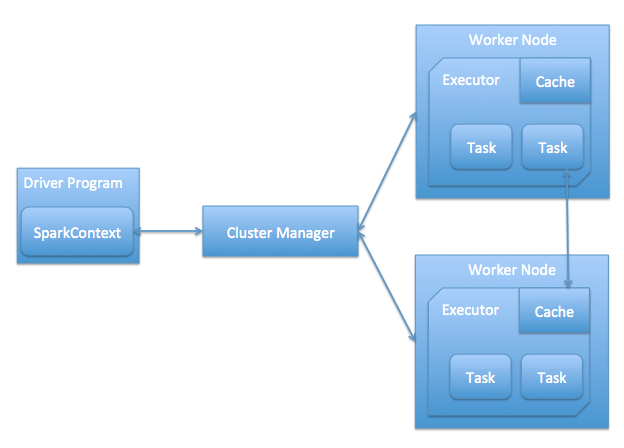 Driver Program
SparkContext
Cluster Manager
Worker Node
Executor
Cache
Task
Task
Worker Node
Executor
Cache
Task
Task